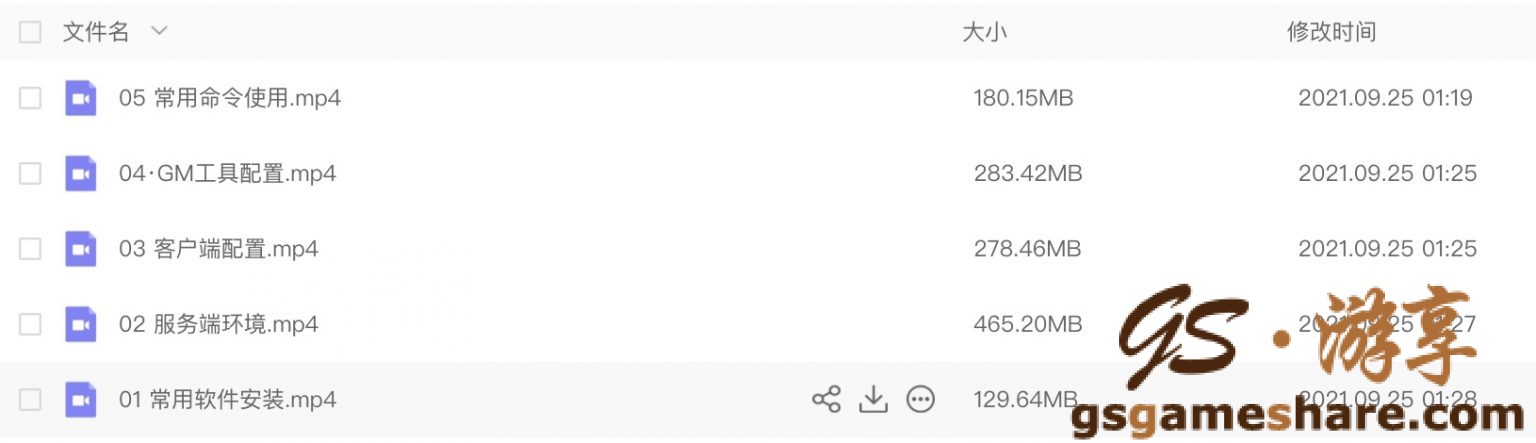 文件名 大小 修改时间
05 常用命令使用.mp4 180.15MB 2021.09.25 01:19
04·GM工具配置.mp4 283.42MB 2021.09.25 01:25
03 客户端配置.mp4 278.46MB 2021.09.25 01:25
02 服务端环境.mp4 465.20MB 2021.09.25 01:27
GS·游享
01 常用软件安装.mp4 129.64MB 2021.09.25 01:28
gsgameshare.com